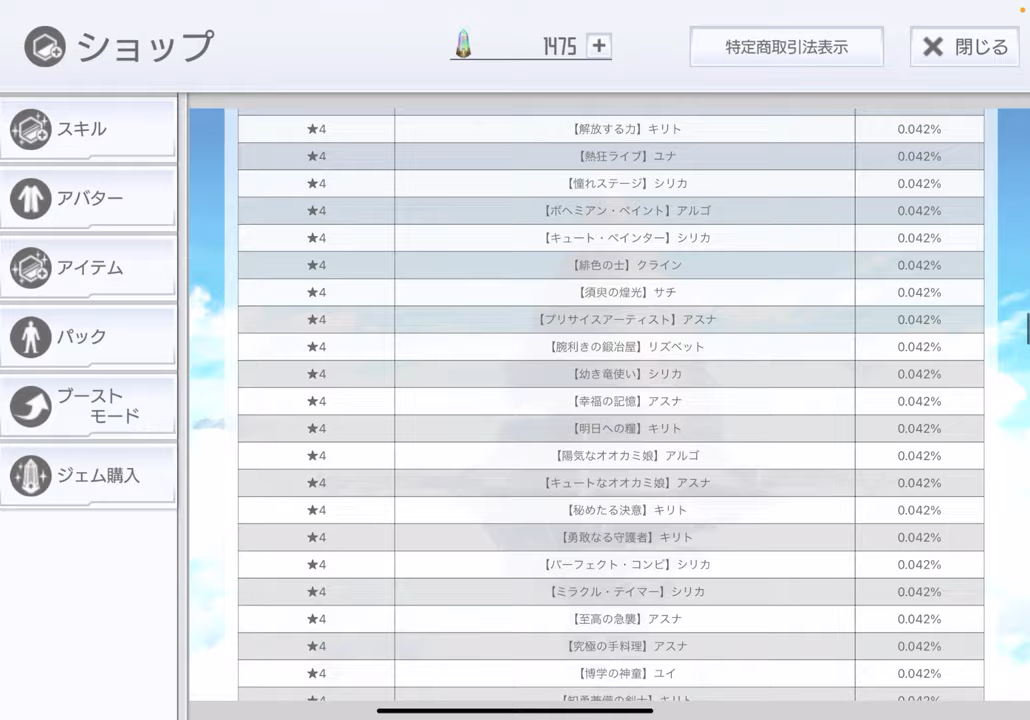 ショップ
1475
特定商取引法表示
閉じる
スキル
アバター
アイテム
パック
ブースト
モード
ジェム購入
★4 【解放する力】キリト 0.042%
★4 【熱狂ライブ】ユナ 0.042%
★4 【憧れステージ】シリカ 0.042%
★4 【ボヘミアン・ペイント】アルゴ 0.042%
★4 【キュート・ペインター】シリカ 0.042%
★4 【緋色の士】クライン 0.042%
★4 【須臾の煌光】サチ 0.042%
★4 【プリサイスアーティスト】アスナ 0.042%
★4 【腕利きの鍛冶屋】リズベット 0.042%
★4 【幼き竜使い】シリカ 0.042%
★4 【幸福の記憶】アスナ 0.042%
★4 【明日への糧】キリト 0.042%
★4 【陽気なオオカミ娘】アルゴ 0.042%
★4 【キュートなオオカミ娘】アスナ 0.042%
★4 【秘めたる決意】キリト 0.042%
★4 【勇敢なる守護者】キリト 0.042%
★4 【パーフェクト・コンビ】シリカ 0.042%
★4 【ミラクル・テイマー】シリカ 0.042%
★4 【至高の急襲】アスナ 0.042%
★4 【究極の手料理】アスナ 0.042%
★4 【博学の神童】ユイ 0.042%
★4 【知勇兼備の剣士】キリト 0.042%